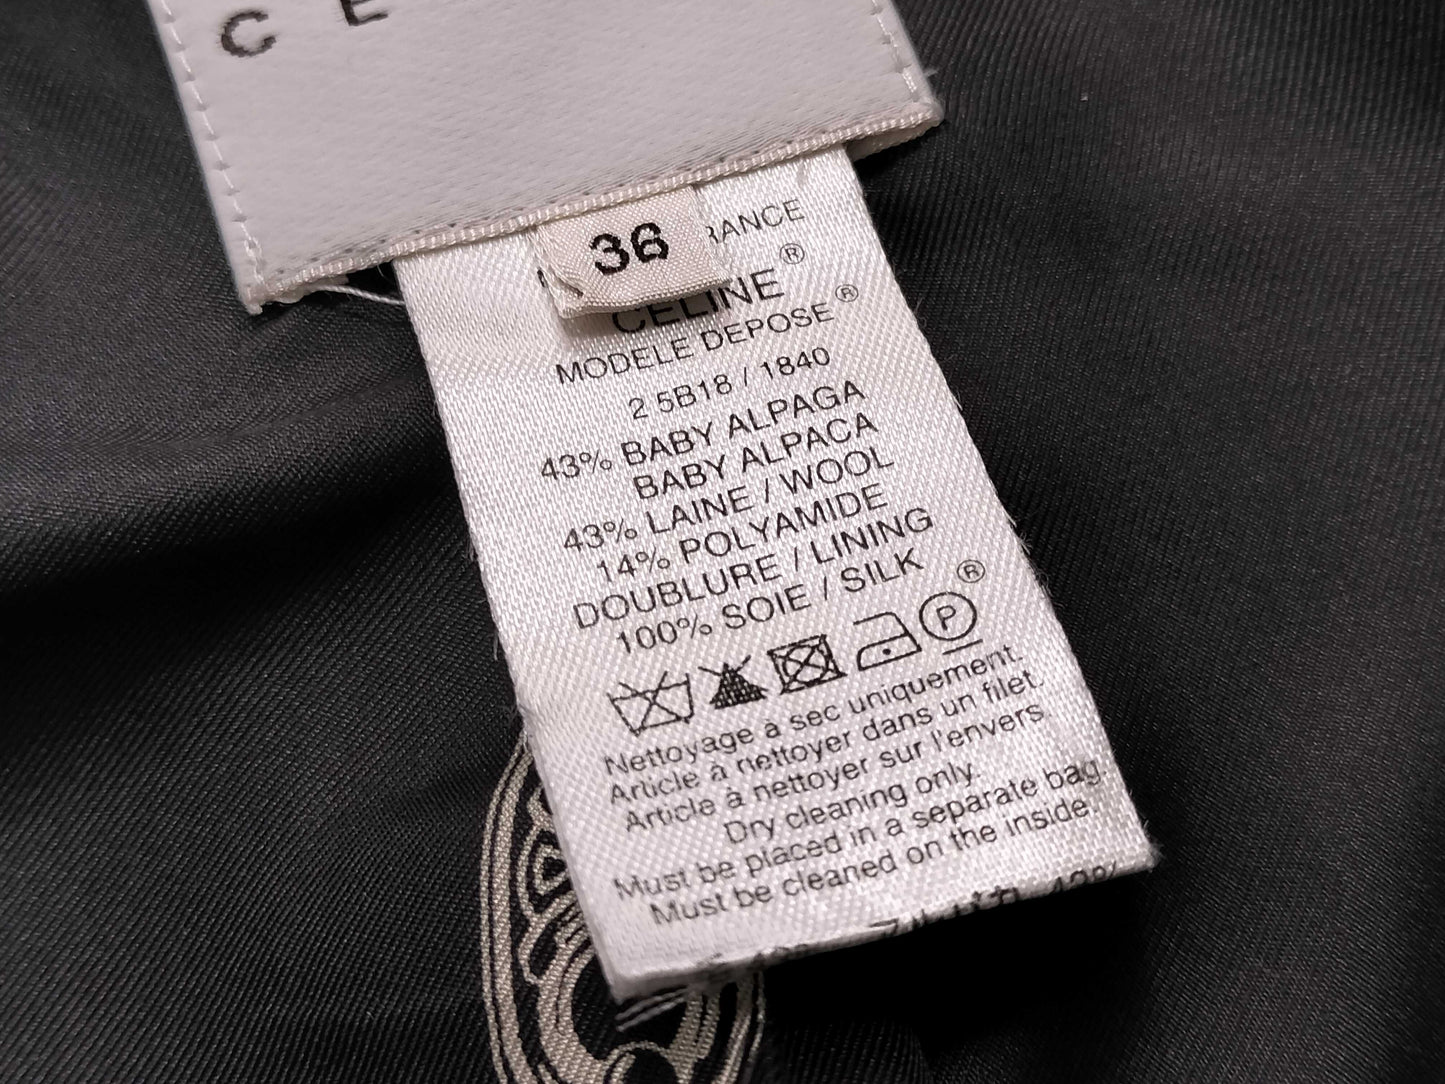 C E
36
RANCE
CELINE®
MODELE DEPOSE®
2 5B18 / 1840
43% BABY ALPAGA
BABY ALPACA
43% LAINE / WOOL
14% POLYAMIDE
DOUBLURE / LINING
100% SOIE / SILK
P ®
Nettoyage à sec uniquement.
Article à nettoyer dans un filet.
Article à nettoyer sur l'envers.
Dry cleaning only.
Must be placed in a separate bag.
Must be cleaned on the inside.